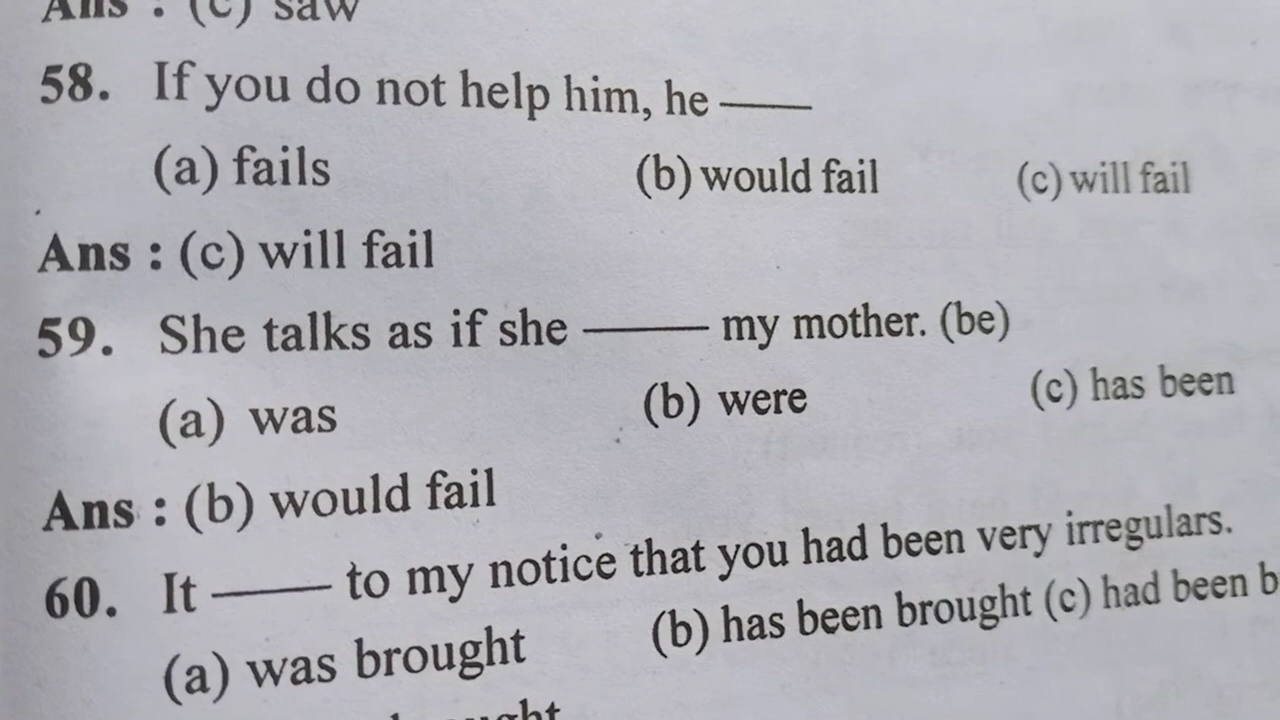 Ans : (c) saw
58. If you do not help him, he ——
(a) fails (b) would fail (c) will fail
Ans : (c) will fail
59. She talks as if she —— my mother. (be)
(a) was (b) were (c) has been
Ans : (b) would fail
60. It —— to my notice that you had been very irregulars.
(a) was brought (b) has been brought (c) had been